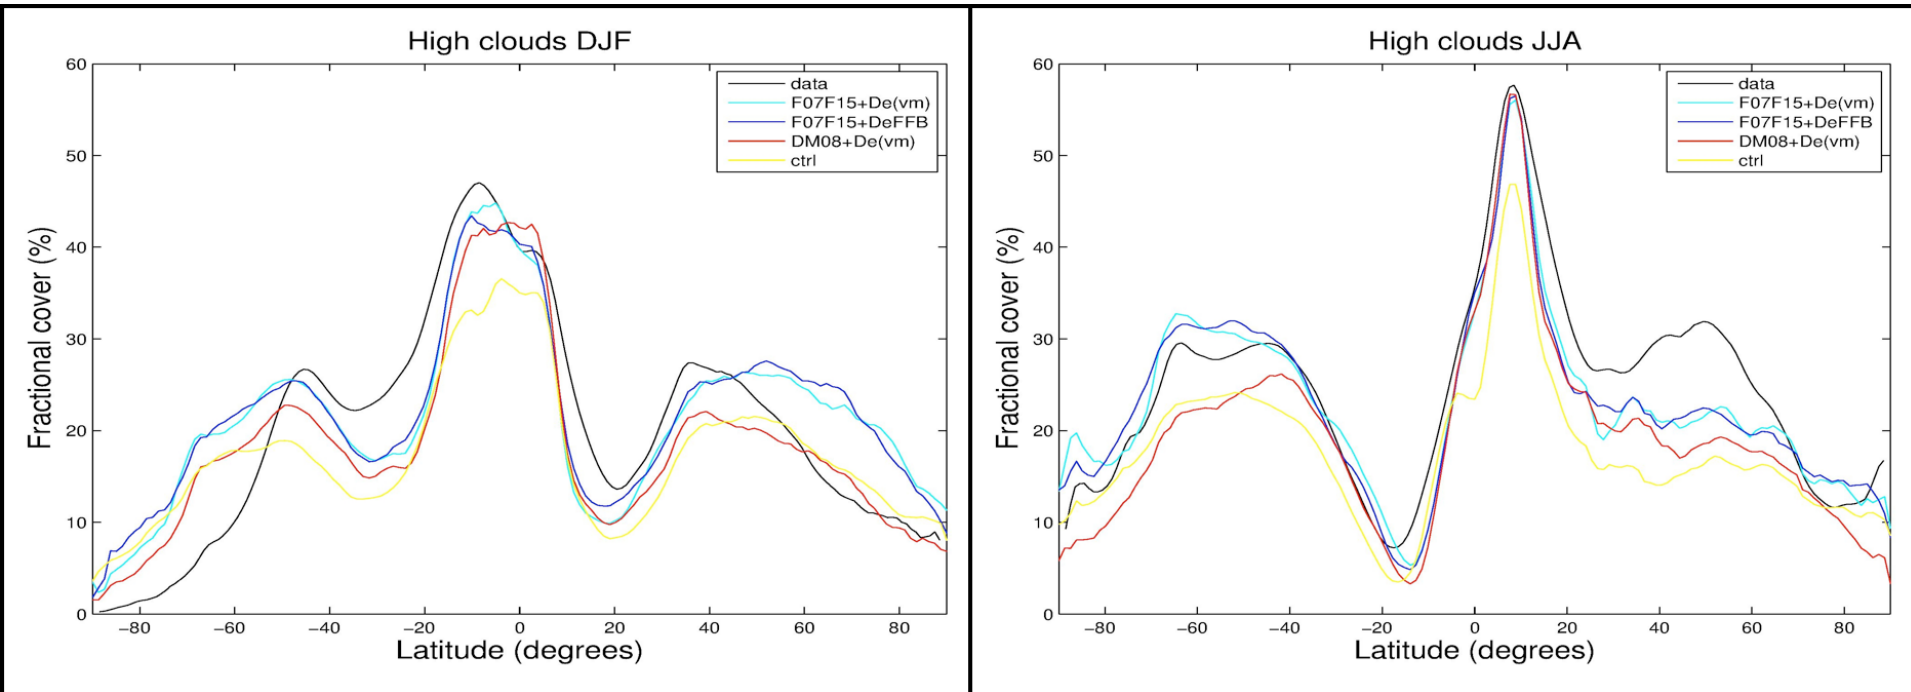 High clouds DJF
60
50
40
30
20
10
0
Fractional cover (%)
data
F07F15+De(vm)
F07F15+DeFFB
DM08+De(vm)
ctrl
−80 −60 −40 −20 0 20 40 60 80
Latitude (degrees)
High clouds JJA
60
50
40
30
20
10
0
Fractional cover (%)
data
F07F15+De(vm)
F07F15+DeFFB
DM08+De(vm)
ctrl
−80 −60 −40 −20 0 20 40 60 80
Latitude (degrees)